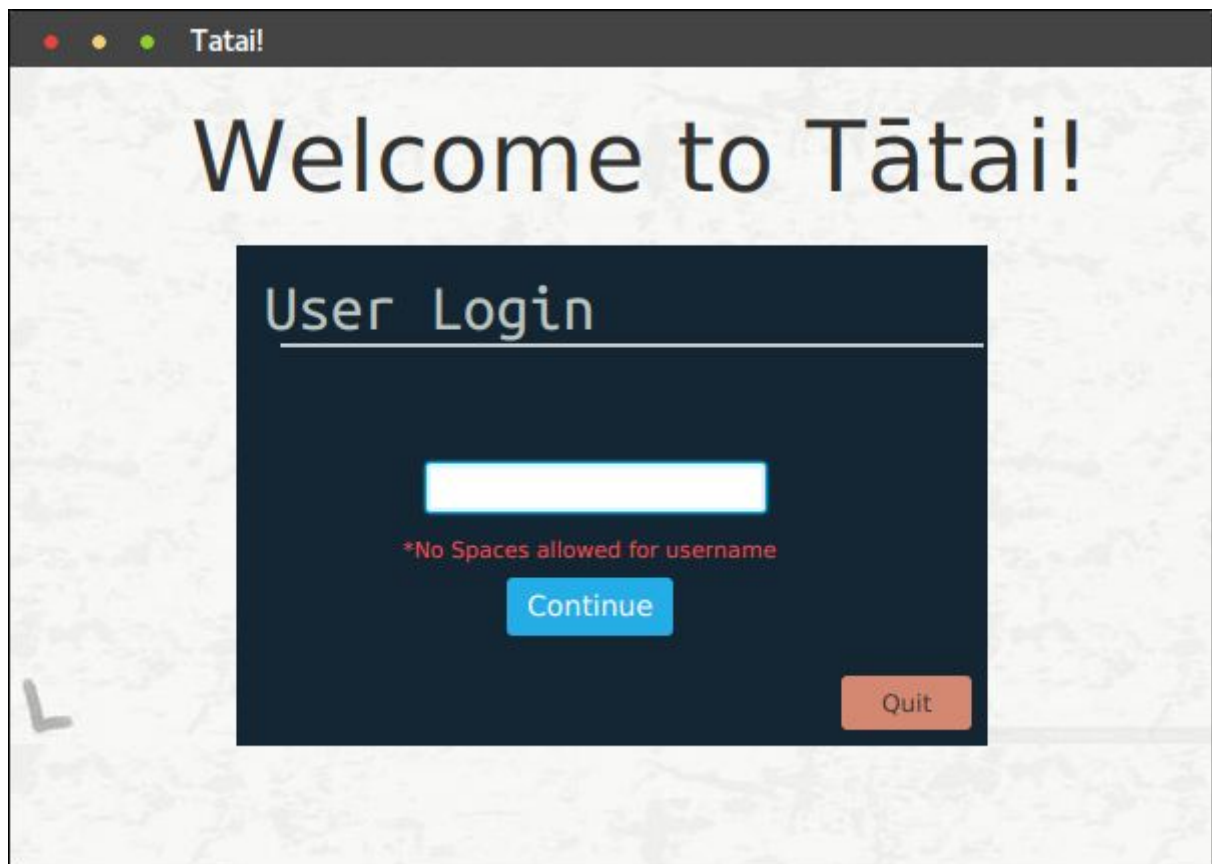 Tatai!
Welcome to Tātai!
User Login
*No Spaces allowed for username
Continue
Quit